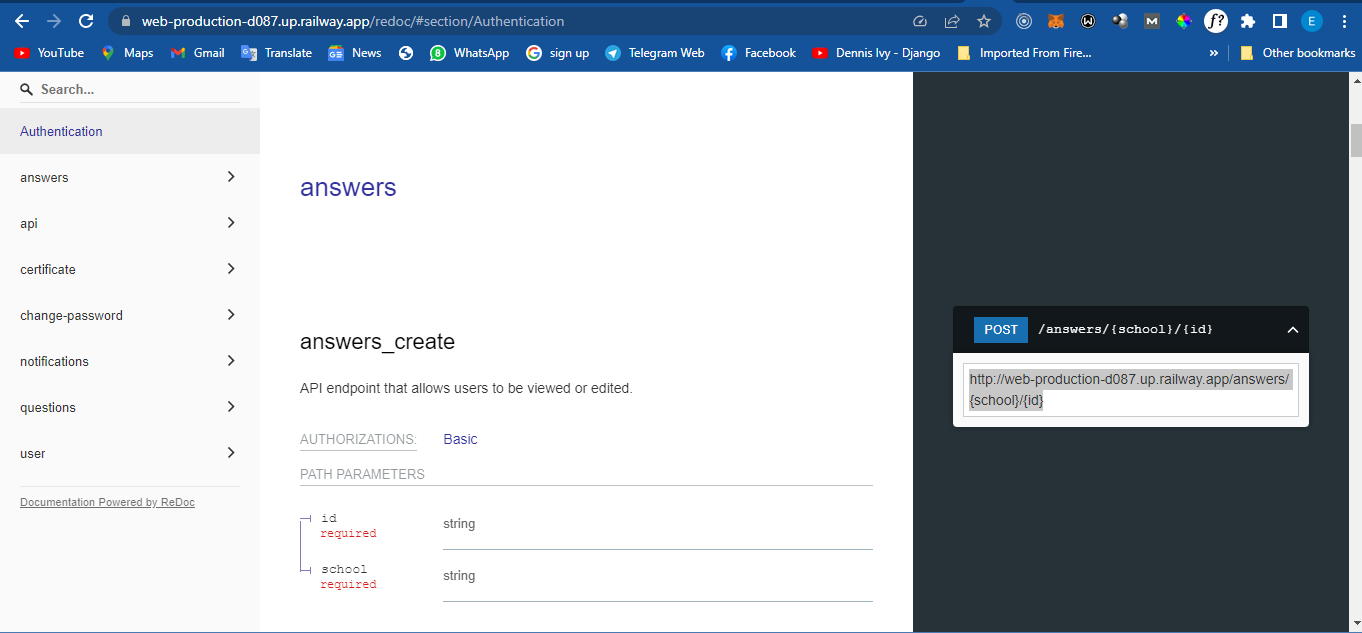 web-production-d087.up.railway.app/redoc/#section/Authentication
YouTube Maps Gmail Translate News WhatsApp sign up Telegram Web Facebook Dennis Ivy - Django Imported From Fire... » Other bookmarks
Search...
Authentication
answers
api
certificate
change-password
notifications
questions
user
Documentation Powered by ReDoc
answers
answers_create
API endpoint that allows users to be viewed or edited.
AUTHORIZATIONS: Basic
PATH PARAMETERS
id
required
string
school
required
string
POST /answers/{school}/{id}
http://web-production-d087.up.railway.app/answers/
{school}/{id}